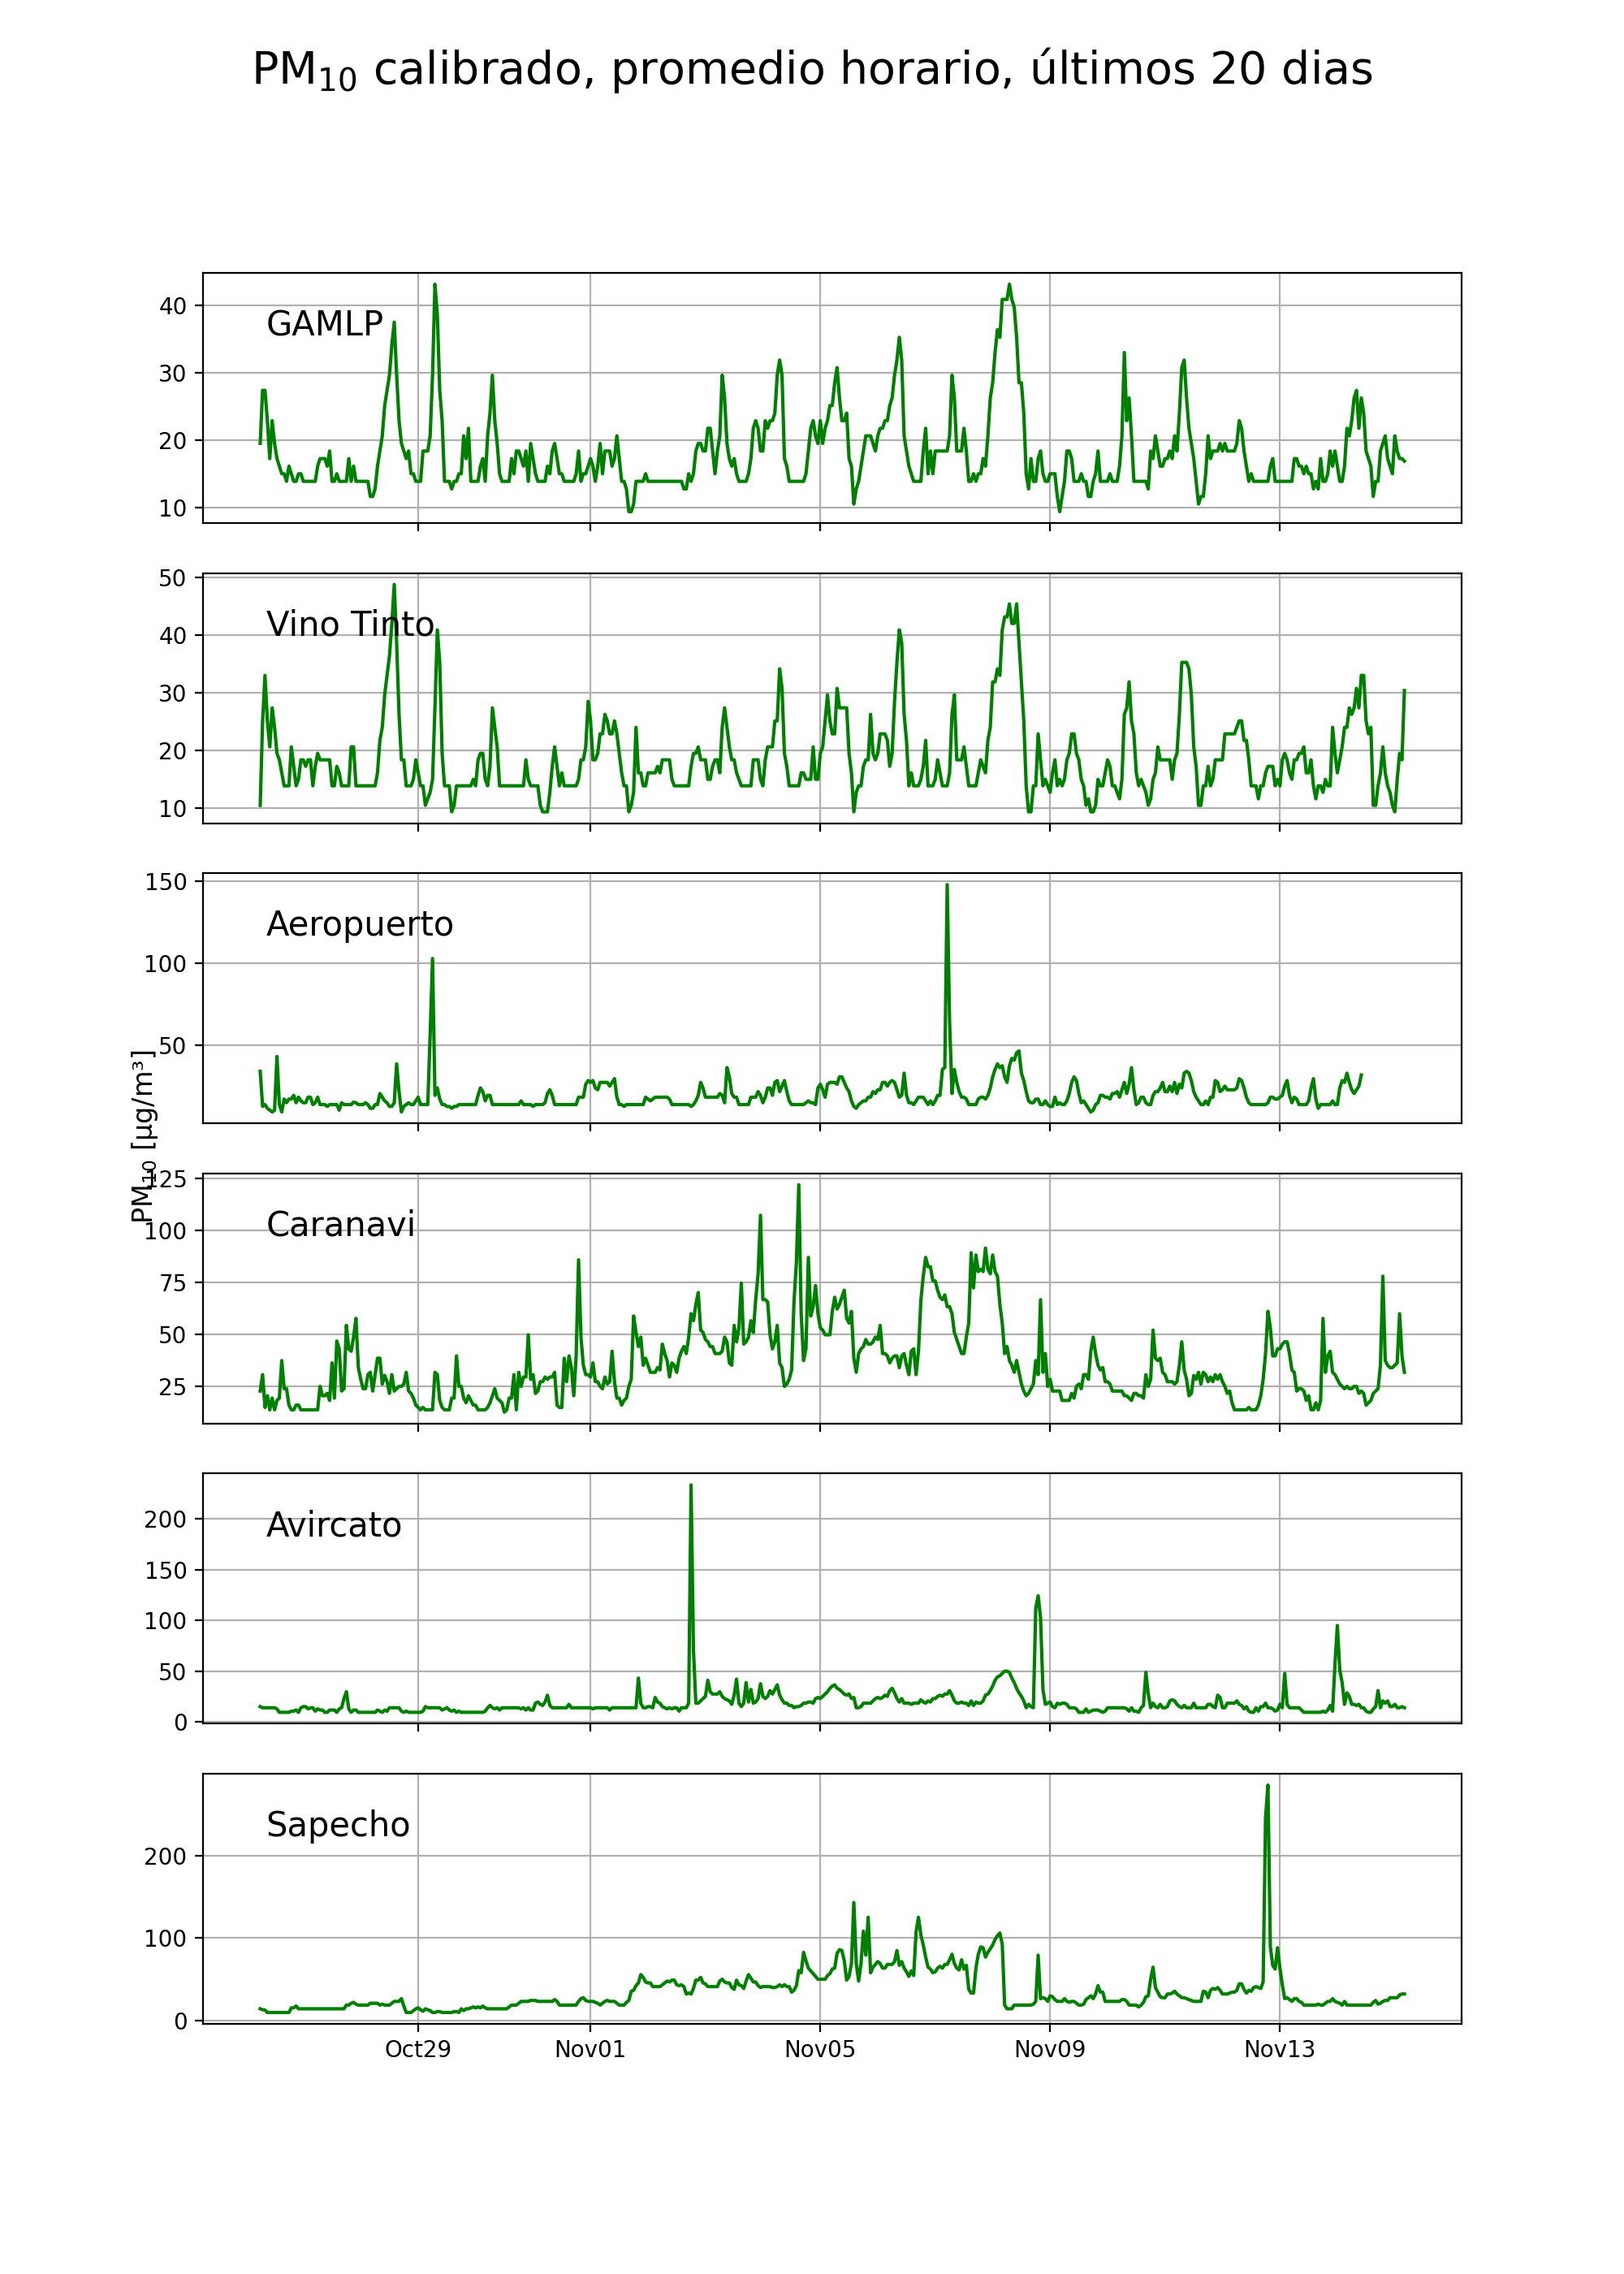 PM₁₀ calibrado, promedio horario, últimos 20 dias
GAMLP
40
30
20
10
Vino Tinto
50
40
30
20
10
Aeropuerto
150
100
50
PM₁₀ [µg/m³]
Caranavi
125
100
75
50
25
Avircato
200
150
100
50
0
Sapecho
200
100
0
Oct29 Nov01 Nov05 Nov09 Nov13